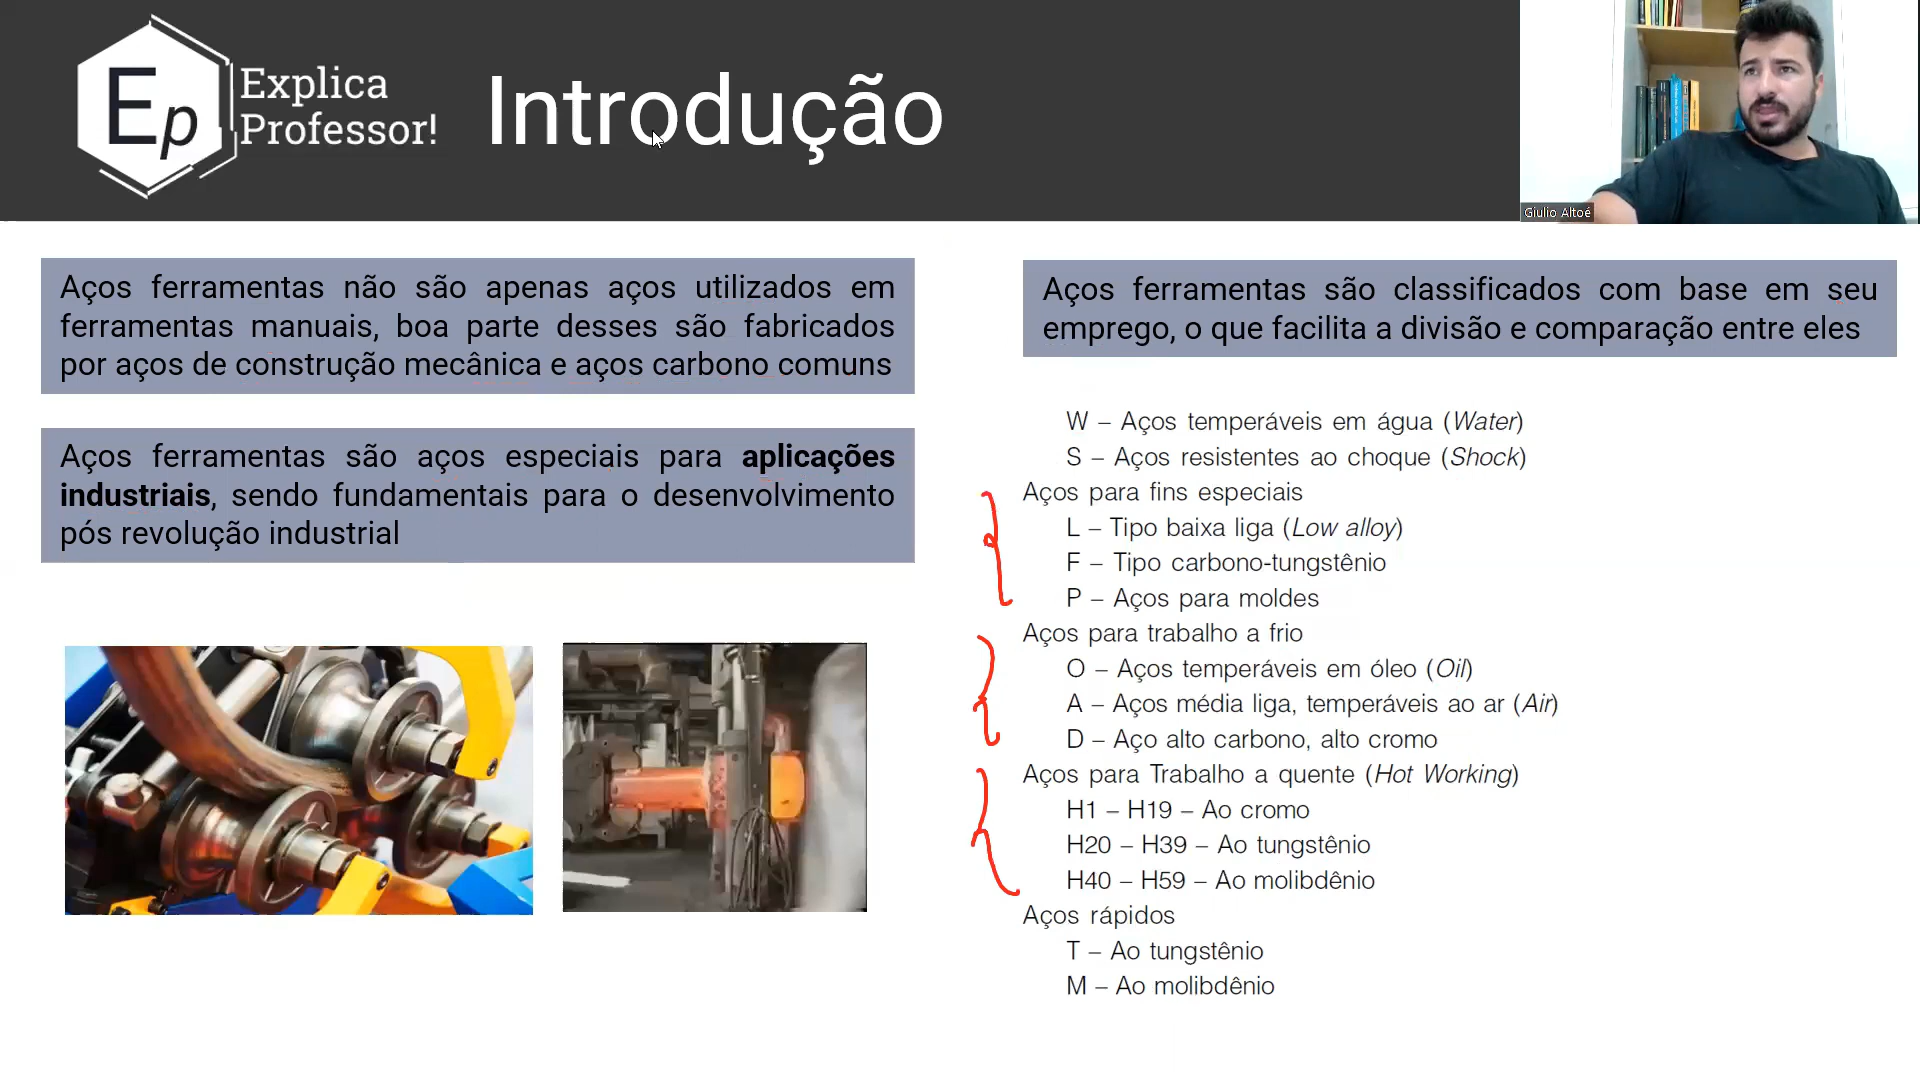 Ep
Explica
Professor!
Introdução
Giulio Altoé
Aços ferramentas não são apenas aços utilizados em
ferramentas manuais, boa parte desses são fabricados
por aços de construção mecânica e aços carbono comuns
Aços ferramentas são aços especiais para aplicações
industriais, sendo fundamentais para o desenvolvimento
pós revolução industrial
Aços ferramentas são classificados com base em seu
emprego, o que facilita a divisão e comparação entre eles
W – Aços temperáveis em água (Water)
S – Aços resistentes ao choque (Shock)
Aços para fins especiais
L – Tipo baixa liga (Low alloy)
F – Tipo carbono-tungstênio
P – Aços para moldes
Aços para trabalho a frio
O – Aços temperáveis em óleo (Oil)
A – Aços média liga, temperáveis ao ar (Air)
D – Aço alto carbono, alto cromo
Aços para Trabalho a quente (Hot Working)
H1 – H19 – Ao cromo
H20 – H39 – Ao tungstênio
H40 – H59 – Ao molibdênio
Aços rápidos
T – Ao tungstênio
M – Ao molibdênio